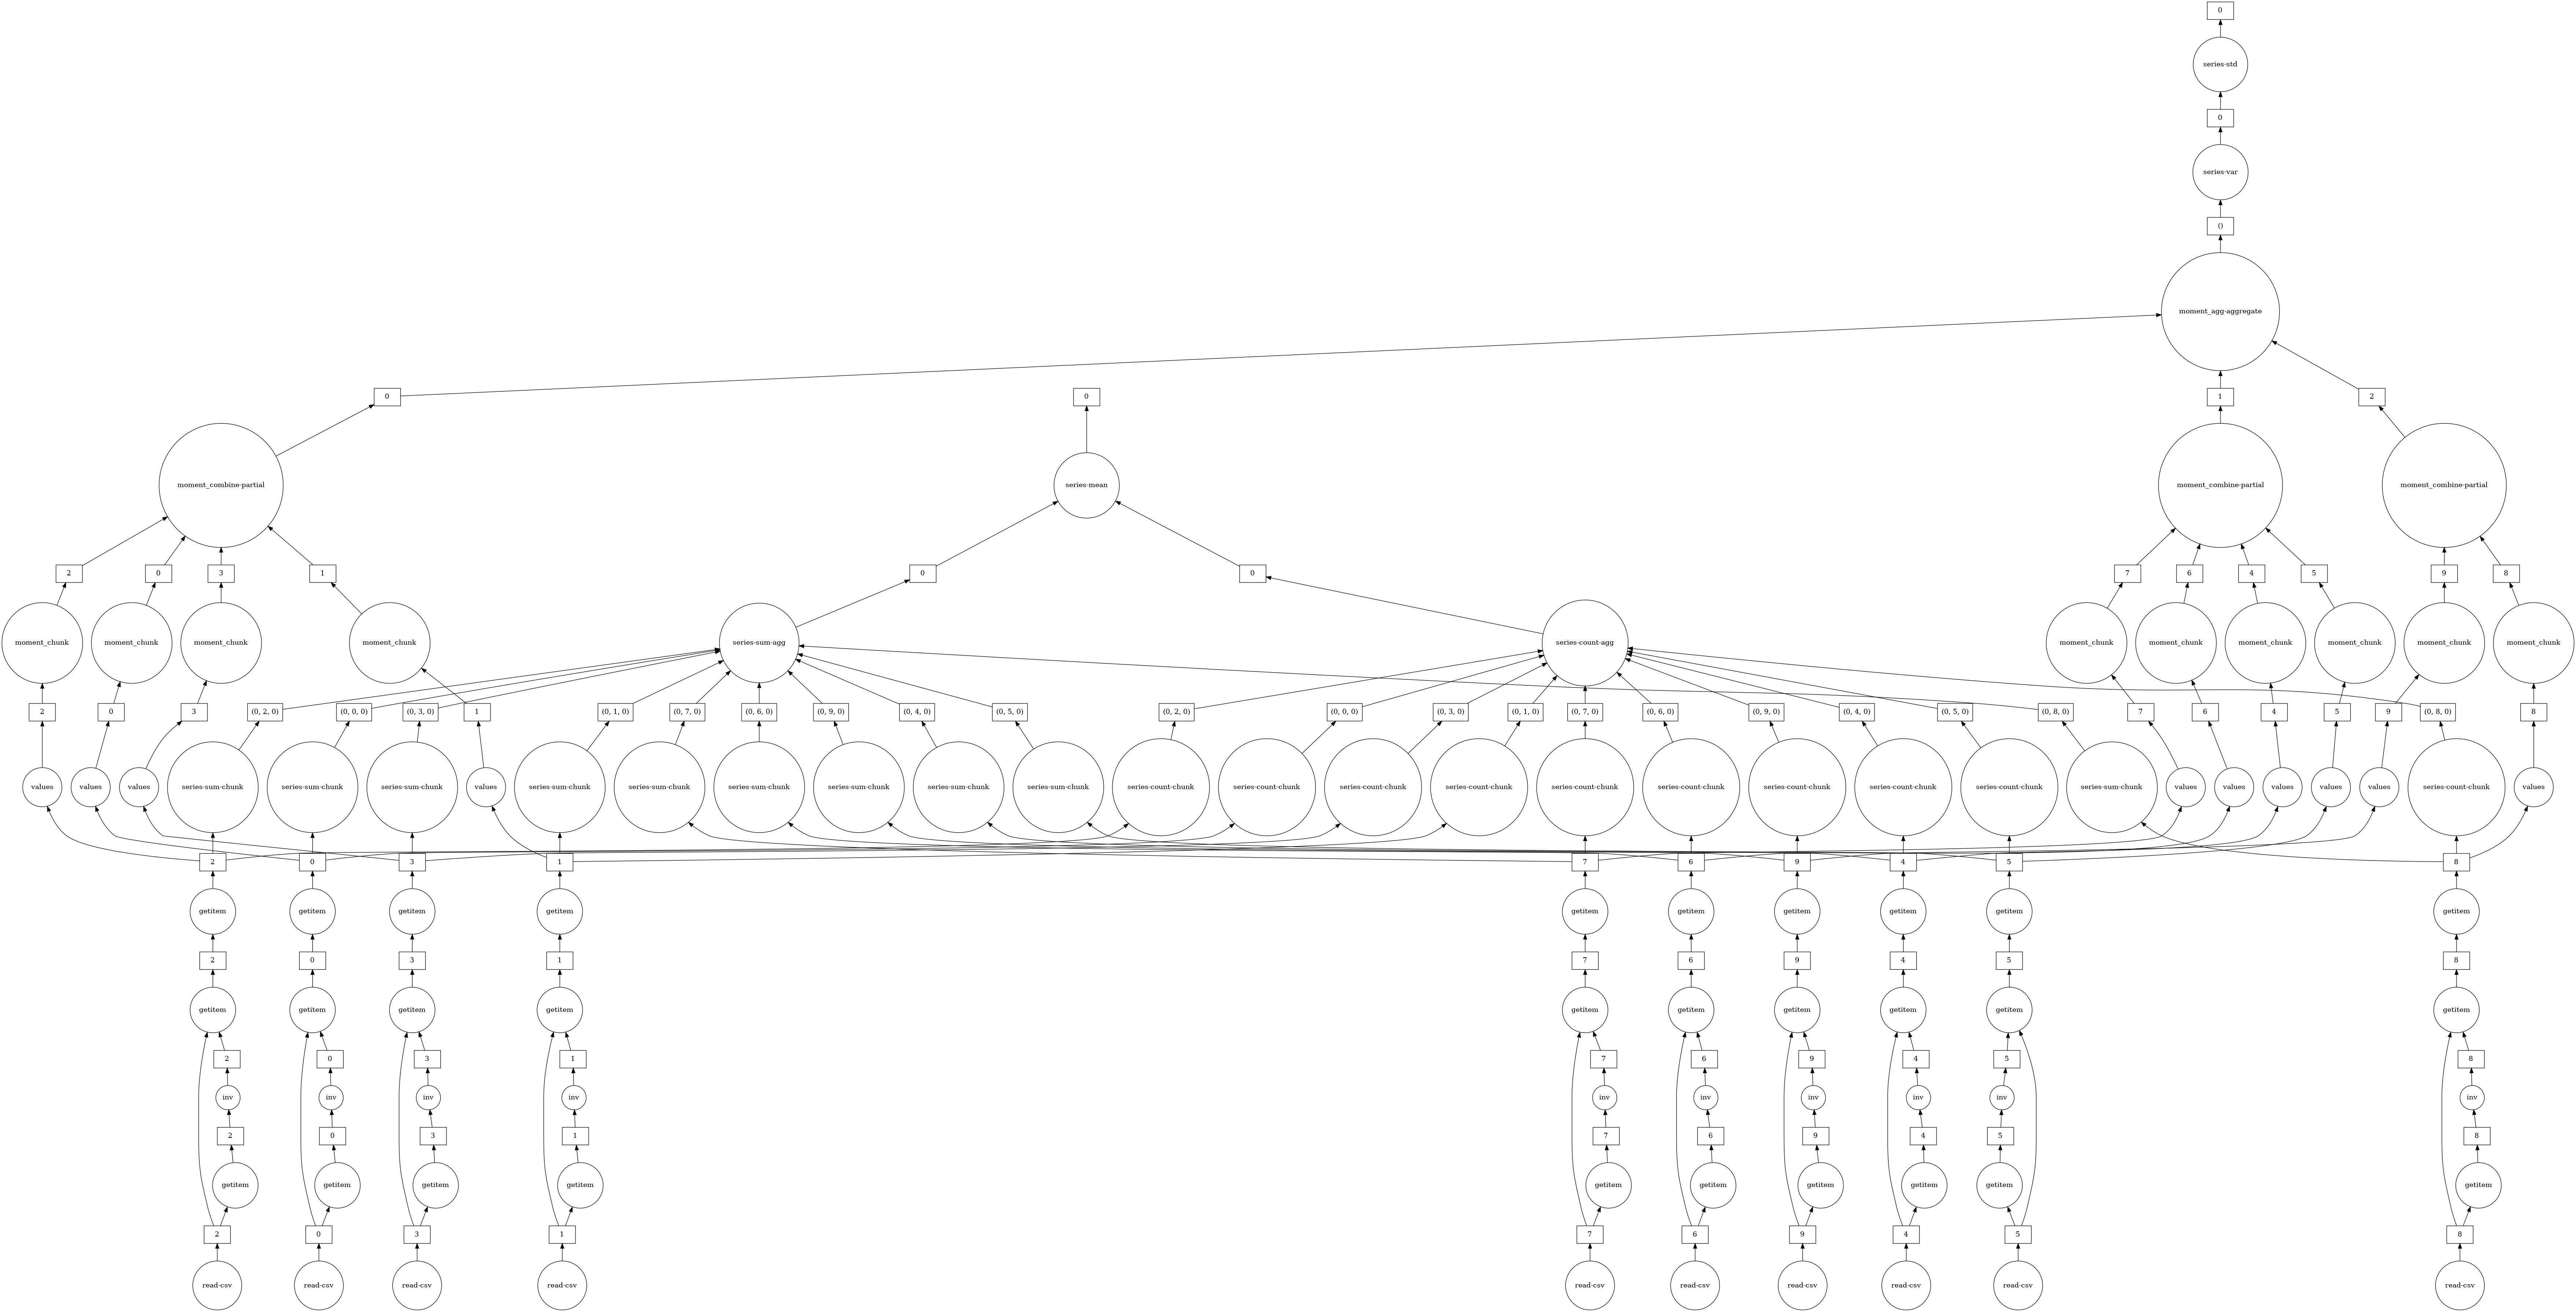 0
series-std
0
series-var
0
()
moment_agg-aggregate
0
0
1
2
moment_combine-partial
series-mean
moment_combine-partial
moment_combine-partial
2
0
3
1
0
0
7
6
4
5
9
8
moment_chunk
moment_chunk
moment_chunk
moment_chunk
series-sum-agg
series-count-agg
moment_chunk
moment_chunk
moment_chunk
moment_chunk
moment_chunk
moment_chunk
2
0
3
(0, 2, 0)
(0, 0, 0)
(0, 3, 0)
1
(0, 1, 0)
(0, 7, 0)
(0, 6, 0)
(0, 9, 0)
(0, 4, 0)
(0, 5, 0)
(0, 2, 0)
(0, 0, 0)
(0, 3, 0)
(0, 1, 0)
(0, 7, 0)
(0, 6, 0)
(0, 9, 0)
(0, 4, 0)
(0, 5, 0)
(0, 8, 0)
7
6
4
5
9
(0, 8, 0)
8
values
values
values
series-sum-chunk
series-sum-chunk
series-sum-chunk
values
series-sum-chunk
series-sum-chunk
series-sum-chunk
series-sum-chunk
series-sum-chunk
series-sum-chunk
series-count-chunk
series-count-chunk
series-count-chunk
series-count-chunk
series-count-chunk
series-count-chunk
series-count-chunk
series-count-chunk
series-count-chunk
series-sum-chunk
values
values
values
values
values
series-count-chunk
values
2
0
3
1
7
6
9
4
5
8
getitem
getitem
getitem
getitem
getitem
getitem
getitem
getitem
getitem
getitem
2
0
3
1
7
6
9
4
5
8
getitem
getitem
getitem
getitem
getitem
getitem
getitem
getitem
getitem
getitem
2
0
3
1
7
6
9
4
5
8
inv
inv
inv
inv
inv
inv
inv
inv
inv
inv
2
0
3
1
7
6
9
4
5
8
getitem
getitem
getitem
getitem
getitem
getitem
getitem
getitem
getitem
getitem
2
0
3
1
7
6
9
4
5
8
read-csv
read-csv
read-csv
read-csv
read-csv
read-csv
read-csv
read-csv
read-csv
read-csv